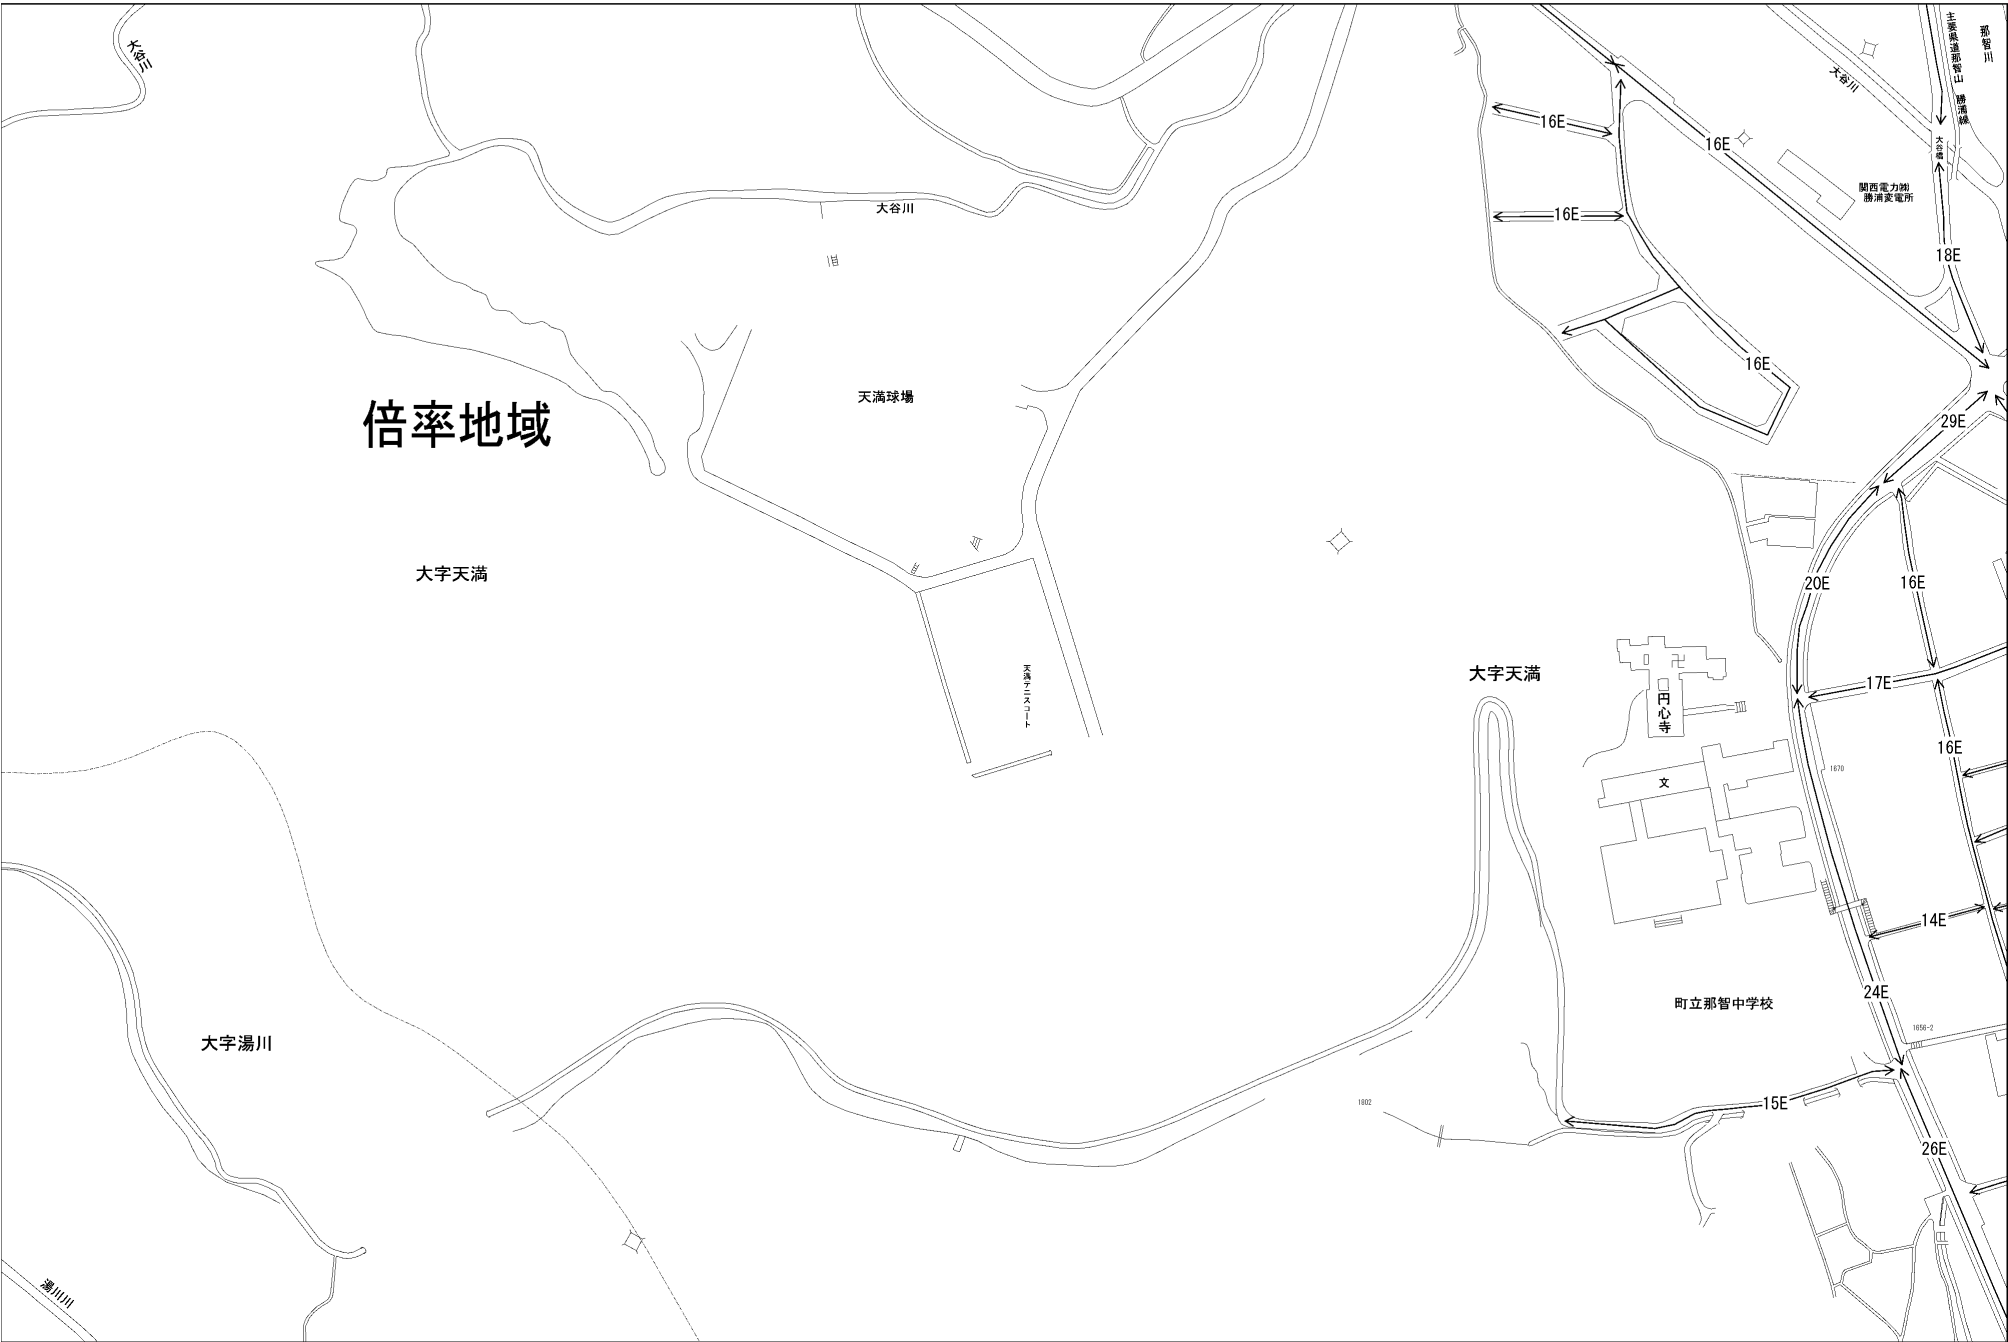 大谷川
主要県道那智山勝浦線
那智川
大谷川
16E
16E
大谷橋
関西電力㈱
勝浦変電所
大谷川
16E
18E
16E
天満球場
倍率地域
29E
大字天満
20E
16E
天満テニスコート
大字天満
円心寺
17E
16E
文
1670
14E
24E
町立那智中学校
1656-2
大字湯川
1802
15E
26E
湯川川